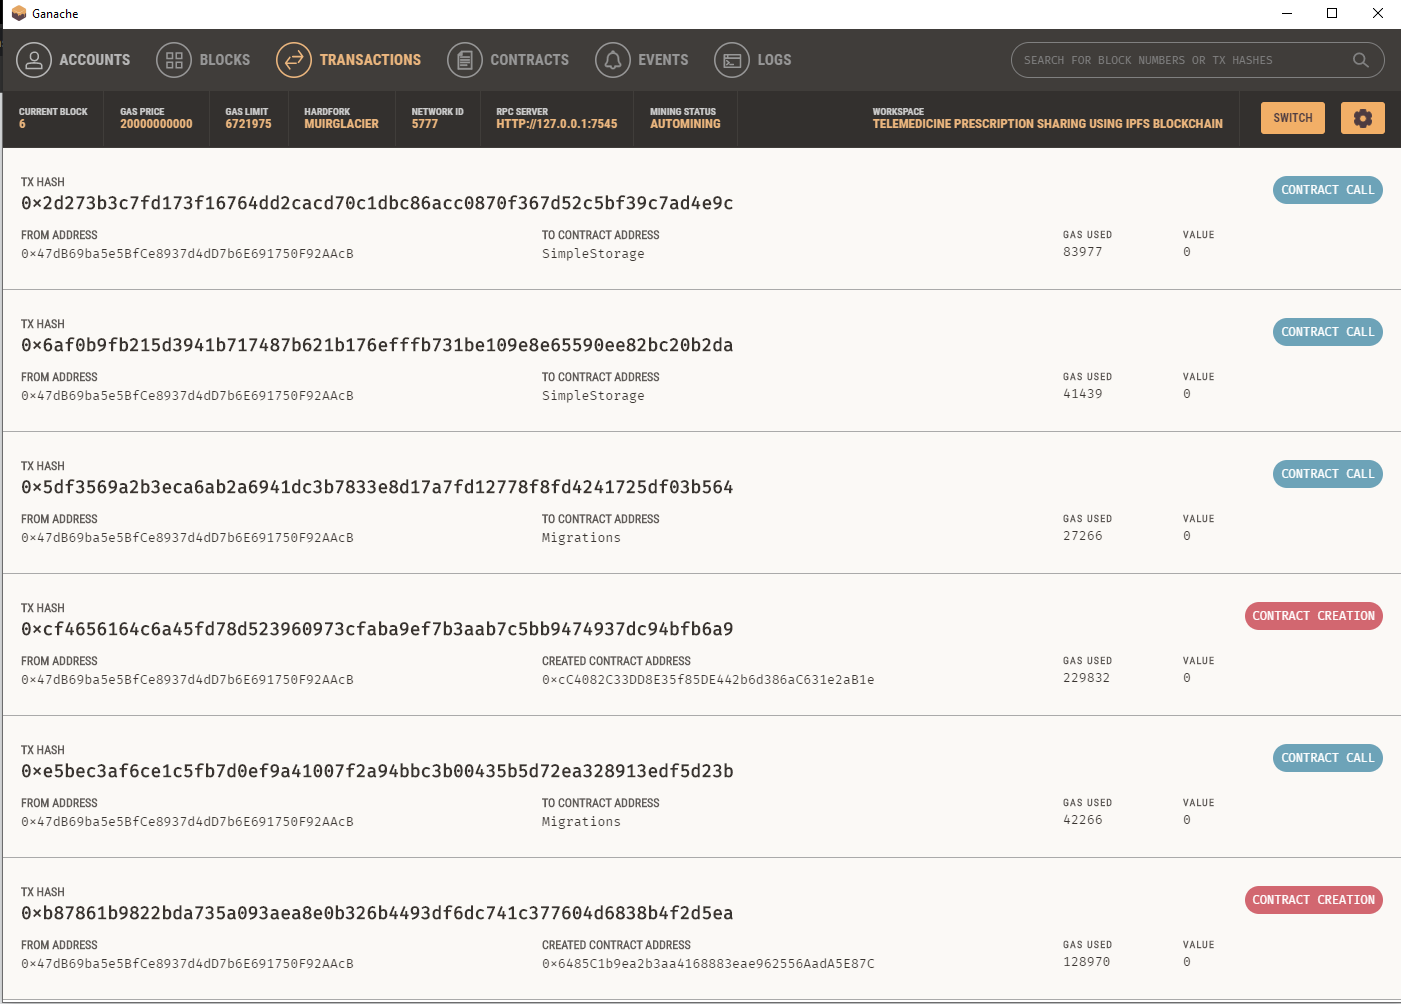 Ganache
ACCOUNTS BLOCKS TRANSACTIONS CONTRACTS EVENTS LOGS SEARCH FOR BLOCK NUMBERS OR TX HASHES
CURRENT BLOCK GAS PRICE GAS LIMIT HARDFORK NETWORK ID RPC SERVER MINING STATUS WORKSPACE
6 20000000000 6721975 MUIRGLACIER 5777 HTTP://127.0.0.1:7545 AUTOMINING TELEMEDICINE PRESCRIPTION SHARING USING IPFS BLOCKCHAIN SWITCH
TX HASH
0×2d273b3c7fd173f16764dd2cacd70c1dbc86acc0870f367d52c5bf39c7ad4e9c CONTRACT CALL
FROM ADDRESS TO CONTRACT ADDRESS GAS USED VALUE
0×47dB69ba5e5BfCe8937d4dD7b6E691750F92AAcB SimpleStorage 83977 0
TX HASH
0×6af0b9fb215d3941b717487b621b176efffb731be109e8e65590ee82bc20b2da CONTRACT CALL
FROM ADDRESS TO CONTRACT ADDRESS GAS USED VALUE
0×47dB69ba5e5BfCe8937d4dD7b6E691750F92AAcB SimpleStorage 41439 0
TX HASH
0×5df3569a2b3eca6ab2a6941dc3b7833e8d17a7fd12778f8fd4241725df03b564 CONTRACT CALL
FROM ADDRESS TO CONTRACT ADDRESS GAS USED VALUE
0×47dB69ba5e5BfCe8937d4dD7b6E691750F92AAcB Migrations 27266 0
TX HASH
0×cf4656164c6a45fd78d523960973cfaba9ef7b3aab7c5bb9474937dc94bfb6a9 CONTRACT CREATION
FROM ADDRESS CREATED CONTRACT ADDRESS GAS USED VALUE
0×47dB69ba5e5BfCe8937d4dD7b6E691750F92AAcB 0×cC4082C33DD8E35f85DE442b6d386aC631e2aB1e 229832 0
TX HASH
0×e5bec3af6ce1c5fb7d0ef9a41007f2a94bbc3b00435b5d72ea328913edf5d23b CONTRACT CALL
FROM ADDRESS TO CONTRACT ADDRESS GAS USED VALUE
0×47dB69ba5e5BfCe8937d4dD7b6E691750F92AAcB Migrations 42266 0
TX HASH
0×b87861b9822bda735a093aea8e0b326b4493df6dc741c377604d6838b4f2d5ea CONTRACT CREATION
FROM ADDRESS CREATED CONTRACT ADDRESS GAS USED VALUE
0×47dB69ba5e5BfCe8937d4dD7b6E691750F92AAcB 0×6485C1b9ea2b3aa4168883eae962556AadA5E87C 128970 0